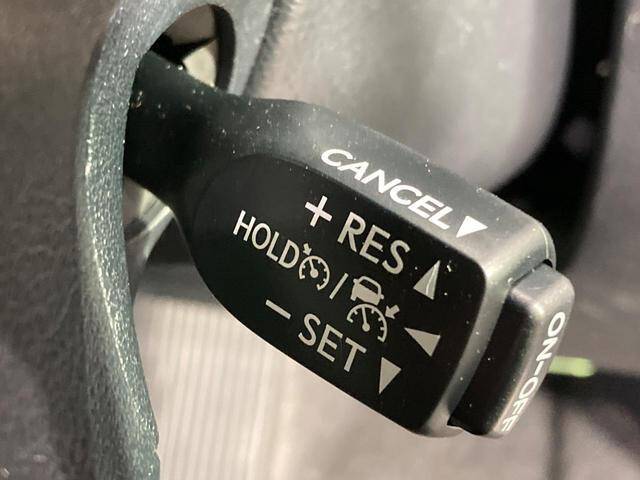 CANCEL▼
+ RES ▲
HOLD / ◀
− SET ▼
ON-OFF